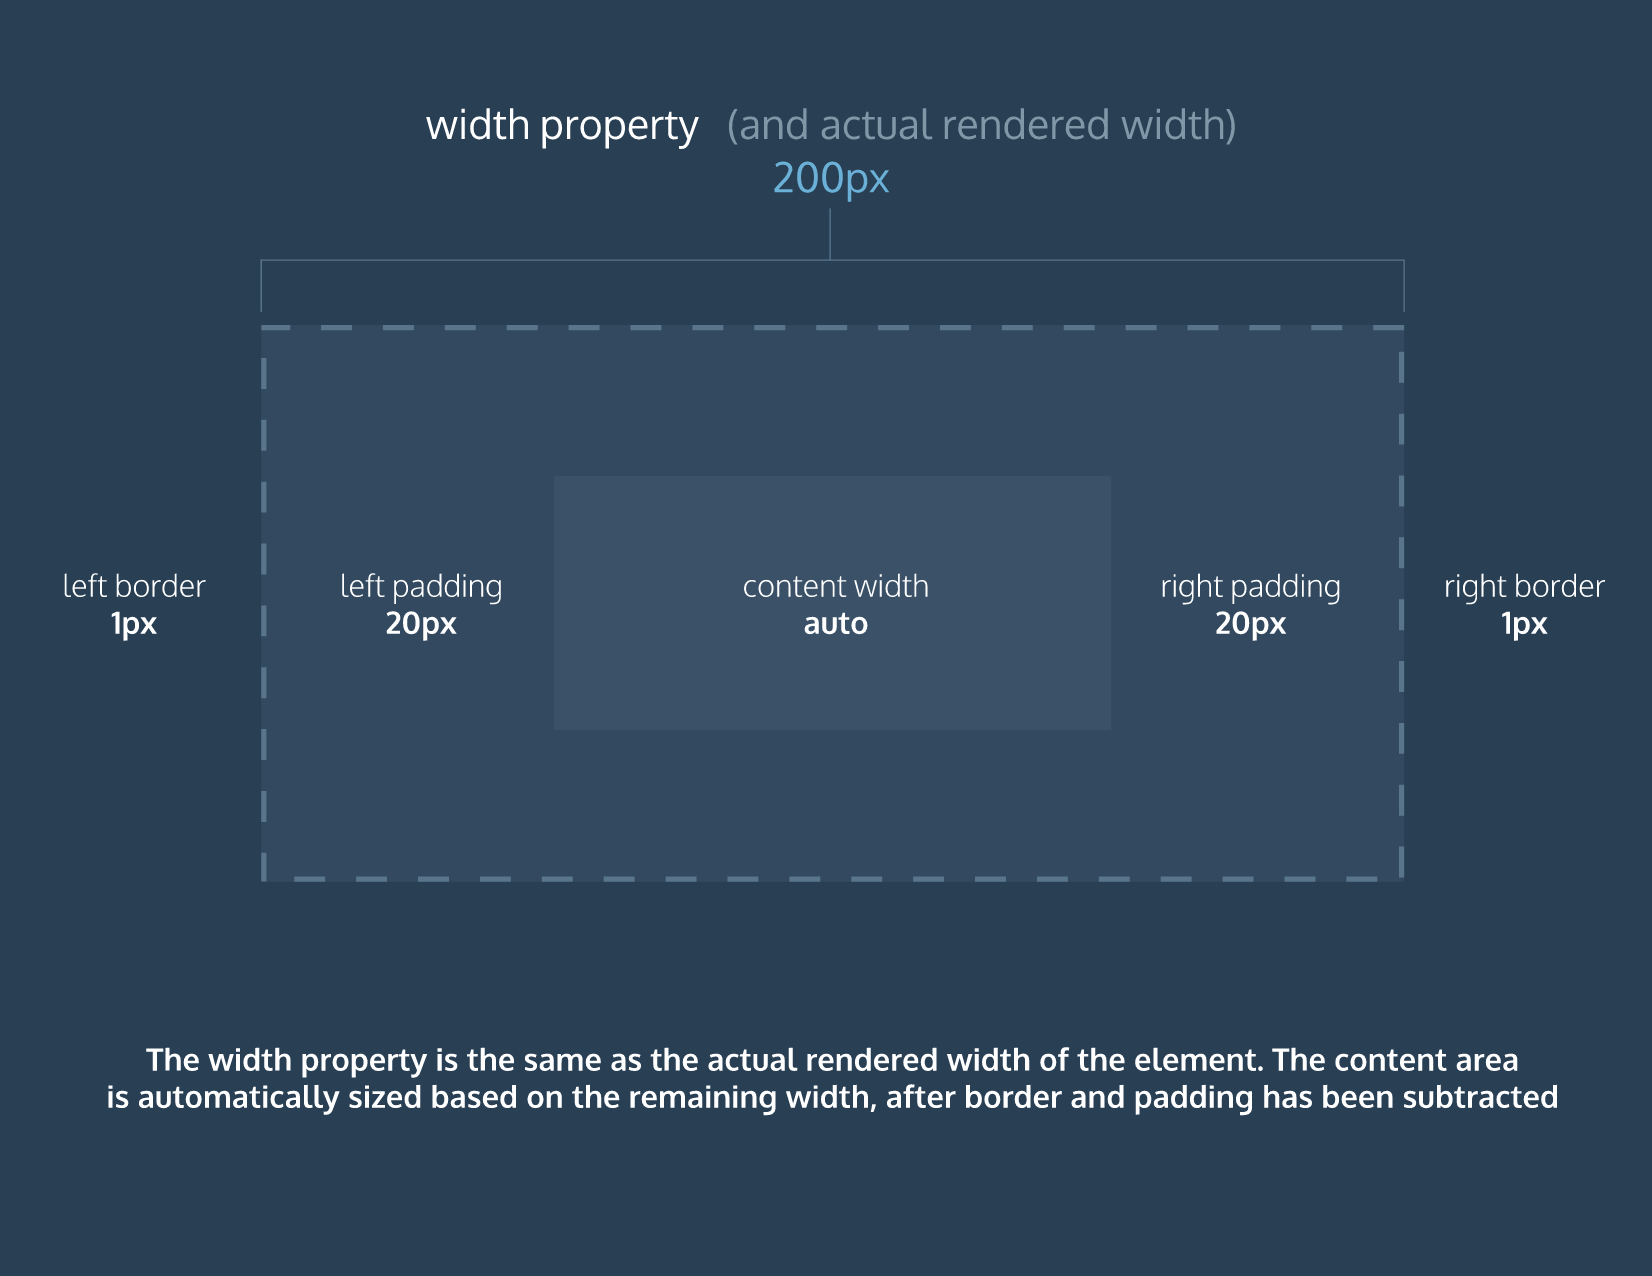 width property (and actual rendered width)
200px
left border
1px
left padding
20px
content width
auto
right padding
20px
right border
1px
The width property is the same as the actual rendered width of the element. The content area
is automatically sized based on the remaining width, after border and padding has been subtracted